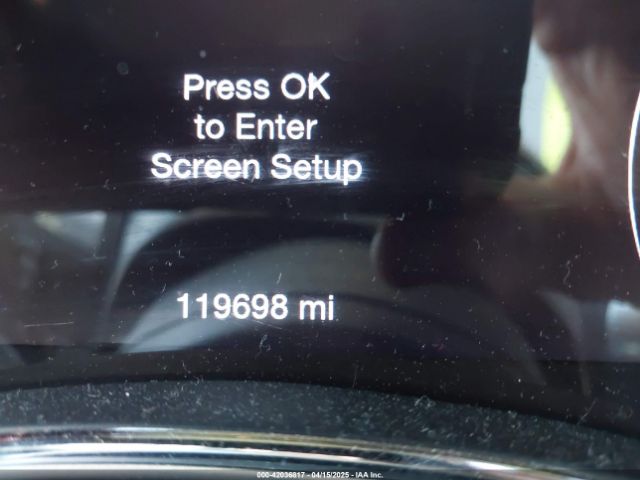 Press OK
to Enter
Screen Setup
119698 mi
000-42036817 - 04/15/2025 - © IAA, Inc.